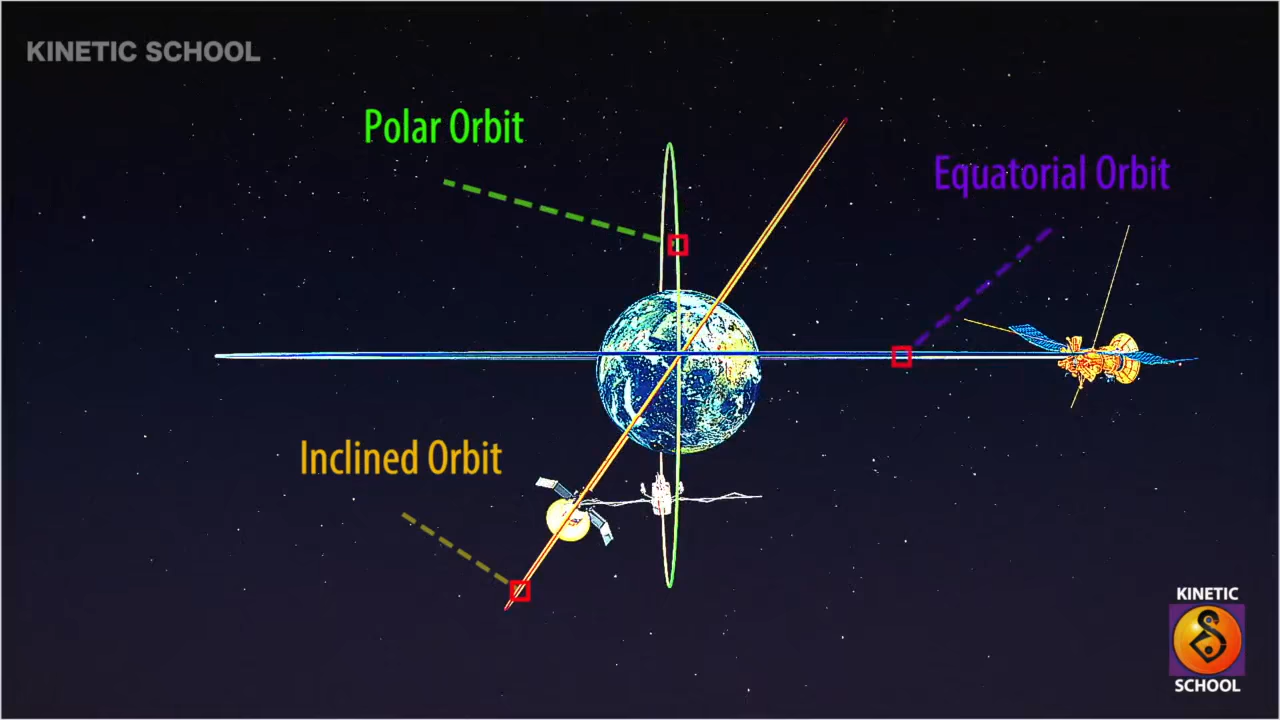 KINETIC SCHOOL
Polar Orbit
Equatorial Orbit
Inclined Orbit
KINETIC
SCHOOL